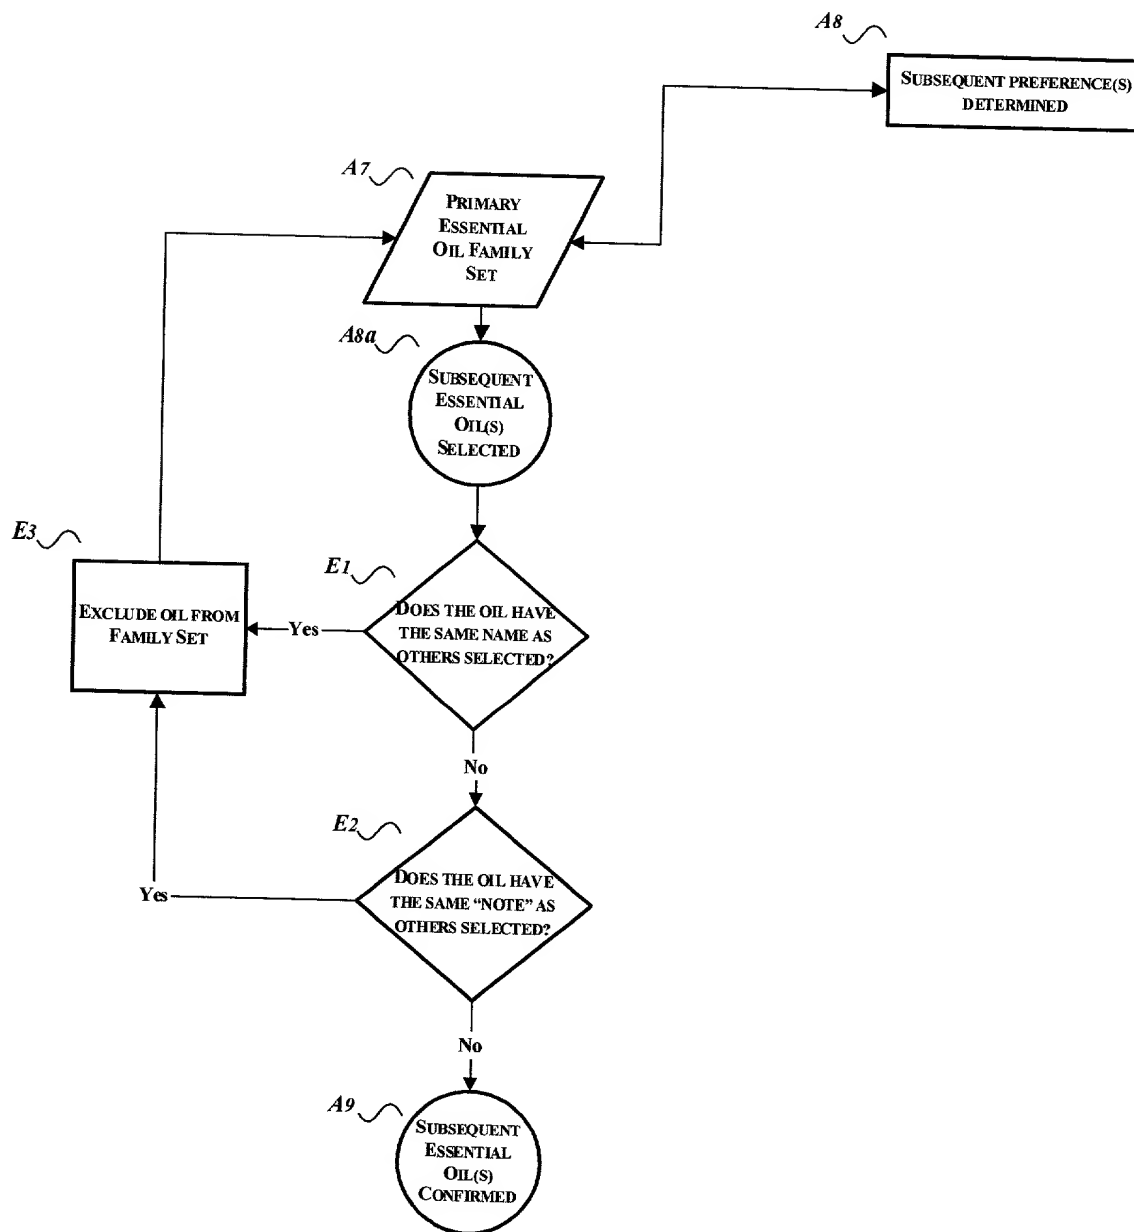 A8
SUBSEQUENT PREFERENCE(S)
DETERMINED
A7
PRIMARY
ESSENTIAL
OIL FAMILY
SET
A8a
SUBSEQUENT
ESSENTIAL
OIL(S)
SELECTED
E3
EXCLUDE OIL FROM
FAMILY SET
E1
DOES THE OIL HAVE
THE SAME NAME AS
OTHERS SELECTED?
Yes
No
E2
DOES THE OIL HAVE
THE SAME “NOTE” AS
OTHERS SELECTED?
Yes
No
A9
SUBSEQUENT
ESSENTIAL
OIL(S)
CONFIRMED